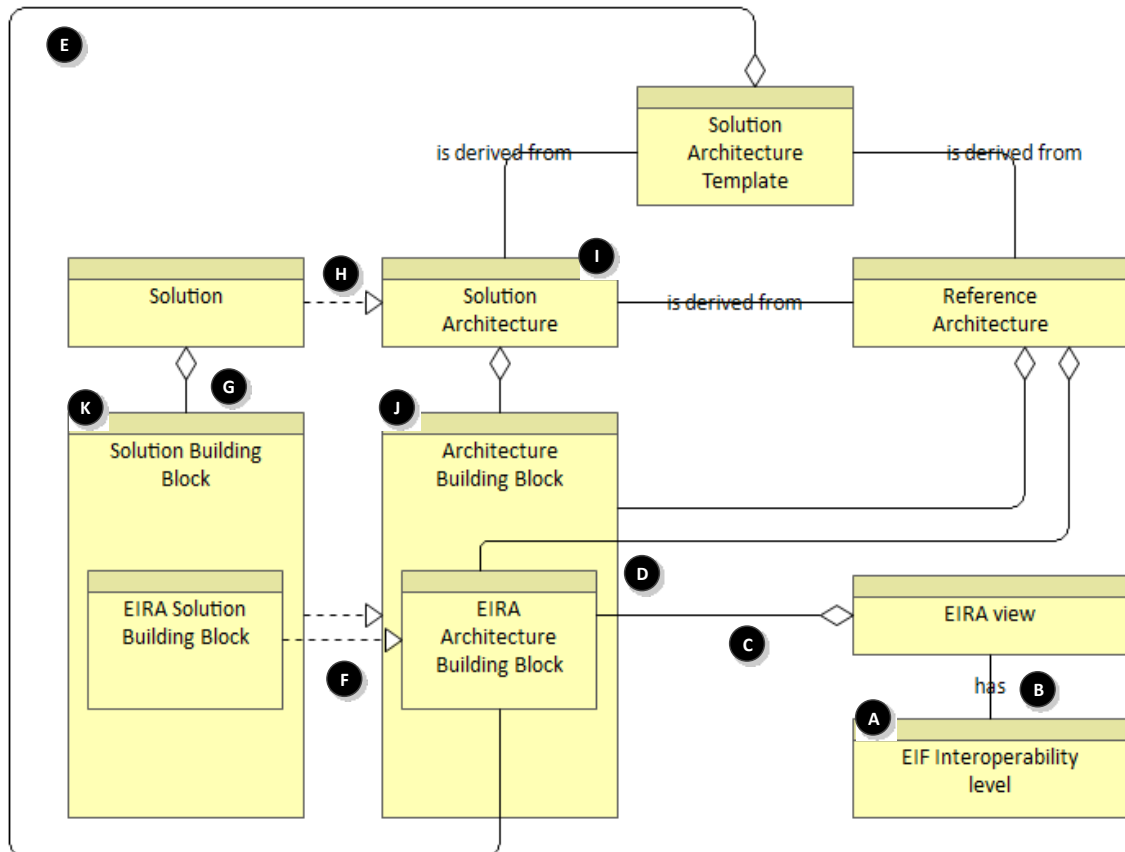 E
Solution
Architecture
Template
is derived from
is derived from
I
H
Solution
Solution
Architecture
is derived from
Reference
Architecture
G
K
J
Solution Building
Block
Architecture
Building Block
D
EIRA Solution
Building Block
EIRA
Architecture
Building Block
EIRA view
C
F
has
B
A
EIF Interoperability
level